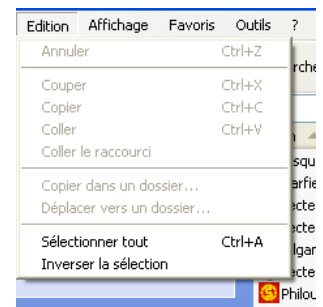 Edition Affichage Favoris Outils ?
Annuler Ctrl+Z
Couper Ctrl+X
Copier Ctrl+C
Coller Ctrl+V
Coller le raccourci
Copier dans un dossier...
Déplacer vers un dossier...
Sélectionner tout Ctrl+A
Inverser la sélection
Philou